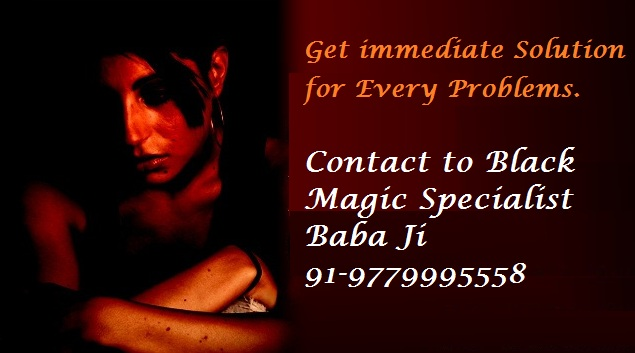 Get immediate Solution
for Every Problems.
Contact to Black
Magic Specialist
Baba Ji
91-9779995558